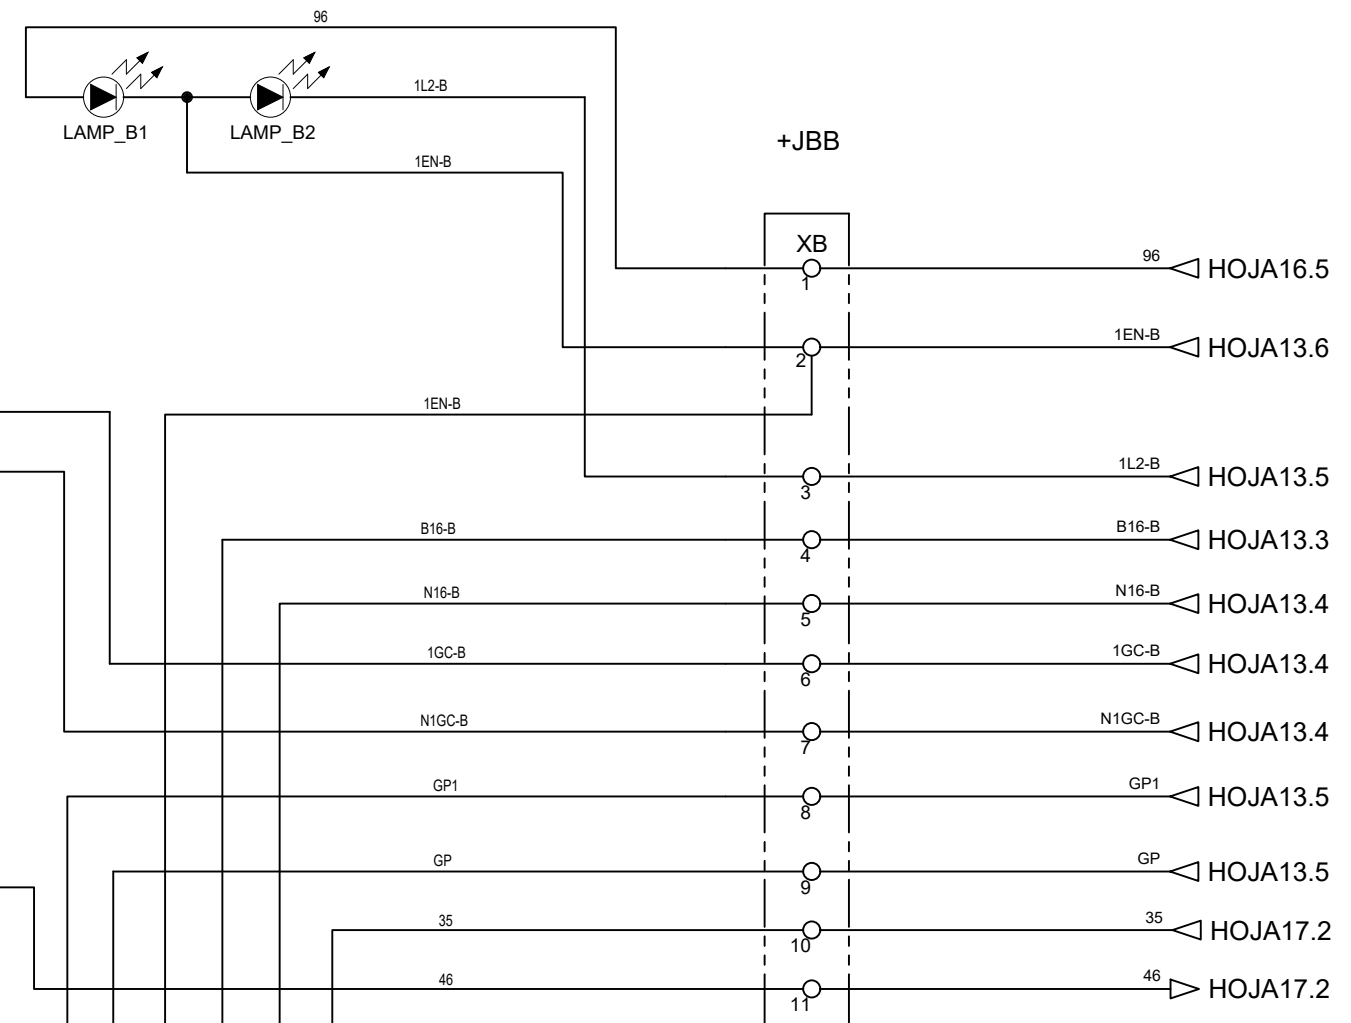 96
1L2-B
LAMP_B1 LAMP_B2
+JBB
1EN-B
XB
96 HOJA16.5
1
1EN-B HOJA13.6
2
1EN-B
1L2-B HOJA13.5
3
B16-B B16-B HOJA13.3
4
N16-B N16-B HOJA13.4
5
1GC-B 1GC-B HOJA13.4
6
N1GC-B N1GC-B HOJA13.4
7
GP1 GP1 HOJA13.5
8
GP GP HOJA13.5
9
35 35 HOJA17.2
10
46 46 HOJA17.2
11